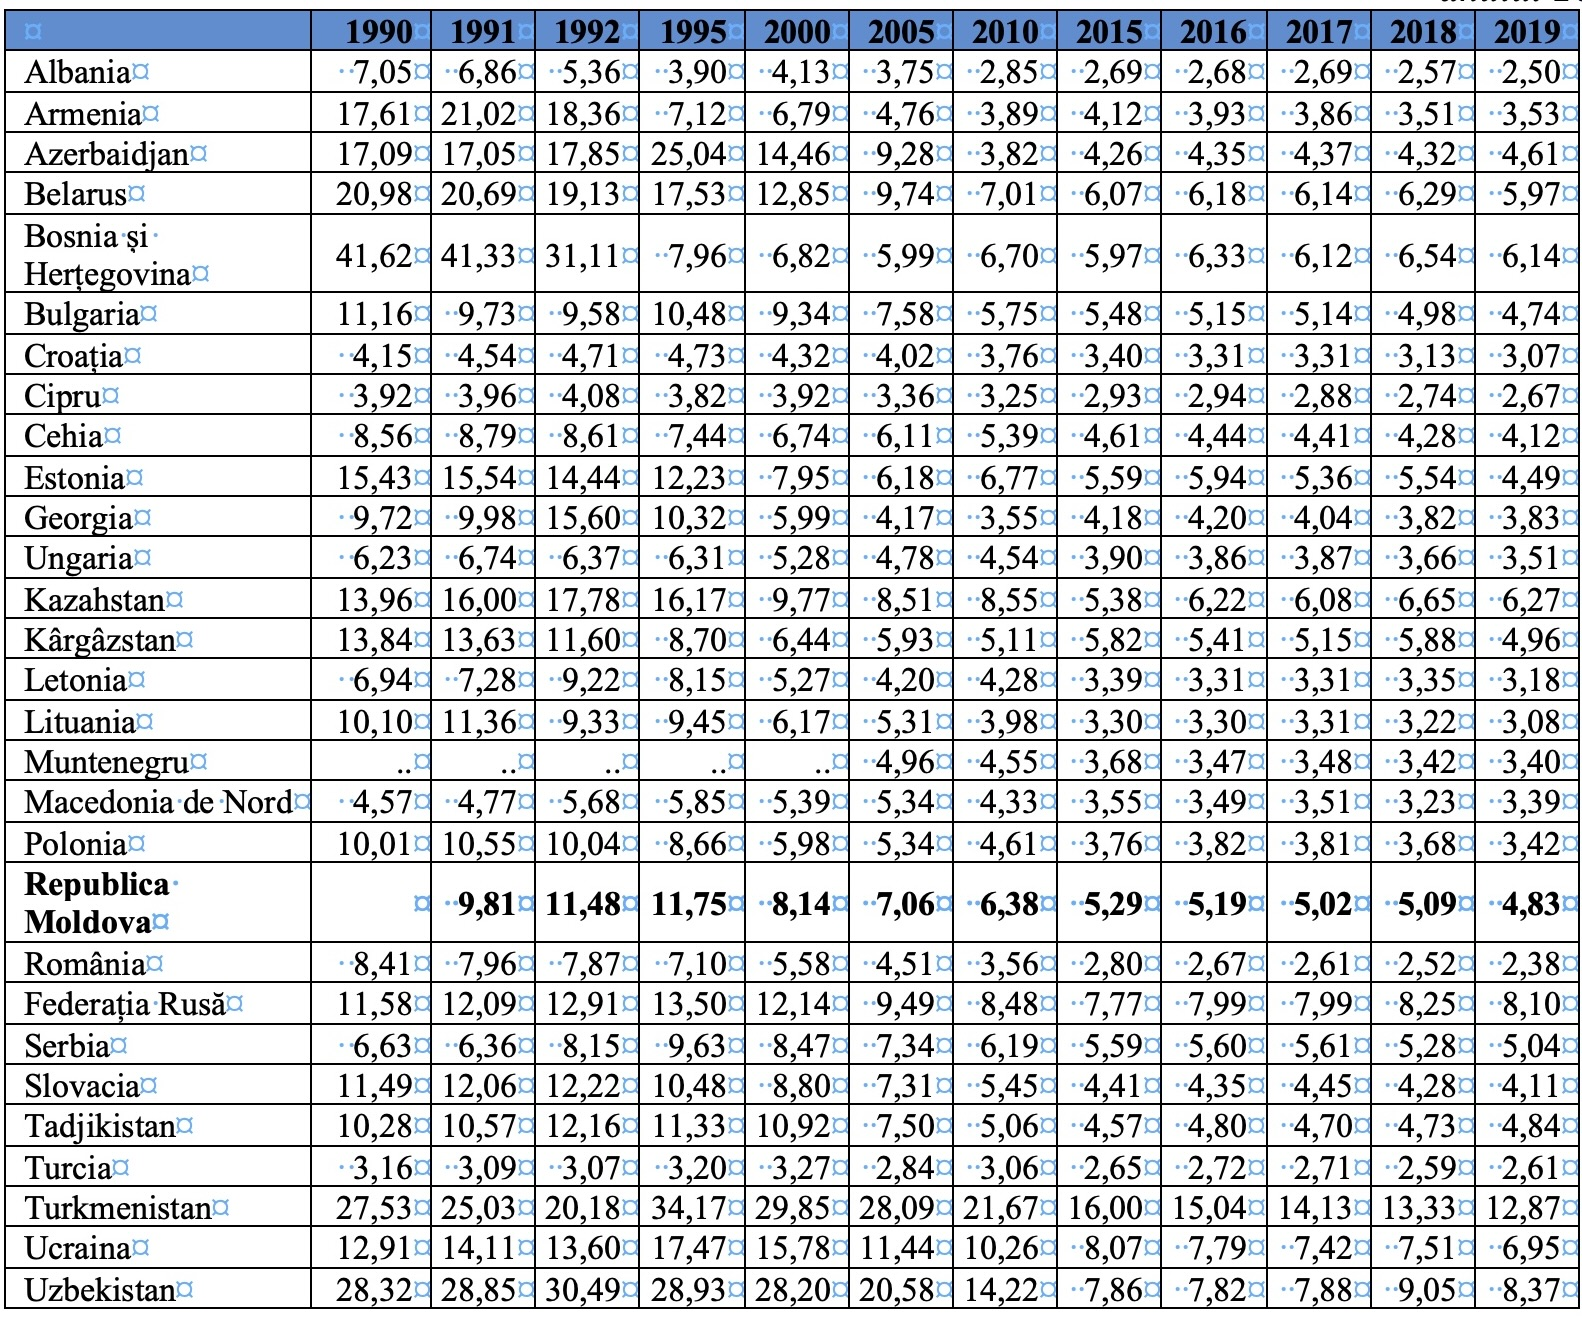 1990 1991 1992 1995 2000 2005 2010 2015 2016 2017 2018 2019
Albania 7,05 6,86 5,36 3,90 4,13 3,75 2,85 2,69 2,68 2,69 2,57 2,50
Armenia 17,61 21,02 18,36 7,12 6,79 4,76 3,89 4,12 3,93 3,86 3,51 3,53
Azerbaidjan 17,09 17,05 17,85 25,04 14,46 9,28 3,82 4,26 4,35 4,37 4,32 4,61
Belarus 20,98 20,69 19,13 17,53 12,85 9,74 7,01 6,07 6,18 6,14 6,29 5,97
Bosnia și
Herțegovina 41,62 41,33 31,11 7,96 6,82 5,99 6,70 5,97 6,33 6,12 6,54 6,14
Bulgaria 11,16 9,73 9,58 10,48 9,34 7,58 5,75 5,48 5,15 5,14 4,98 4,74
Croația 4,15 4,54 4,71 4,73 4,32 4,02 3,76 3,40 3,31 3,31 3,13 3,07
Cipru 3,92 3,96 4,08 3,82 3,92 3,36 3,25 2,93 2,94 2,88 2,74 2,67
Cehia 8,56 8,79 8,61 7,44 6,74 6,11 5,39 4,61 4,44 4,41 4,28 4,12
Estonia 15,43 15,54 14,44 12,23 7,95 6,18 6,77 5,59 5,94 5,36 5,54 4,49
Georgia 9,72 9,98 15,60 10,32 5,99 4,17 3,55 4,18 4,20 4,04 3,82 3,83
Ungaria 6,23 6,74 6,37 6,31 5,28 4,78 4,54 3,90 3,86 3,87 3,66 3,51
Kazahstan 13,96 16,00 17,78 16,17 9,77 8,51 8,55 5,38 6,22 6,08 6,65 6,27
Kârgâzstan 13,84 13,63 11,60 8,70 6,44 5,93 5,11 5,82 5,41 5,15 5,88 4,96
Letonia 6,94 7,28 9,22 8,15 5,27 4,20 4,28 3,39 3,31 3,31 3,35 3,18
Lituania 10,10 11,36 9,33 9,45 6,17 5,31 3,98 3,30 3,30 3,31 3,22 3,08
Muntenegru .. .. .. .. .. 4,96 4,55 3,68 3,47 3,48 3,42 3,40
Macedonia de Nord 4,57 4,77 5,68 5,85 5,39 5,34 4,33 3,55 3,49 3,51 3,23 3,39
Polonia 10,01 10,55 10,04 8,66 5,98 5,34 4,61 3,76 3,82 3,81 3,68 3,42
Republica
Moldova 9,81 11,48 11,75 8,14 7,06 6,38 5,29 5,19 5,02 5,09 4,83
România 8,41 7,96 7,87 7,10 5,58 4,51 3,56 2,80 2,67 2,61 2,52 2,38
Federația Rusă 11,58 12,09 12,91 13,50 12,14 9,49 8,48 7,77 7,99 7,99 8,25 8,10
Serbia 6,63 6,36 8,15 9,63 8,47 7,34 6,19 5,59 5,60 5,61 5,28 5,04
Slovacia 11,49 12,06 12,22 10,48 8,80 7,31 5,45 4,41 4,35 4,45 4,28 4,11
Tadjikistan 10,28 10,57 12,16 11,33 10,92 7,50 5,06 4,57 4,80 4,70 4,73 4,84
Turcia 3,16 3,09 3,07 3,20 3,27 2,84 3,06 2,65 2,72 2,71 2,59 2,61
Turkmenistan 27,53 25,03 20,18 34,17 29,85 28,09 21,67 16,00 15,04 14,13 13,33 12,87
Ucraina 12,91 14,11 13,60 17,47 15,78 11,44 10,26 8,07 7,79 7,42 7,51 6,95
Uzbekistan 28,32 28,85 30,49 28,93 28,20 20,58 14,22 7,86 7,82 7,88 9,05 8,37